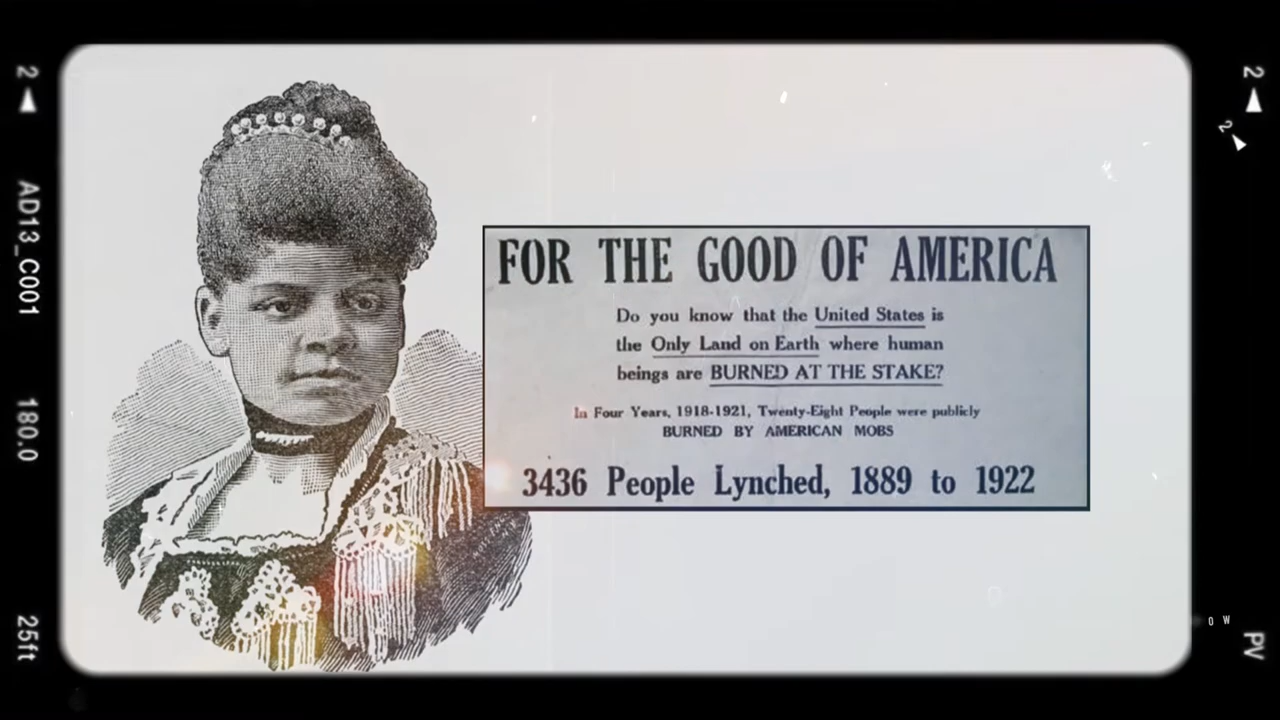 2
AD13_C001
180.0
25ft
FOR THE GOOD OF AMERICA
Do you know that the United States is
the Only Land on Earth where human
beings are BURNED AT THE STAKE?
In Four Years, 1918-1921, Twenty-Eight People were publicly
BURNED BY AMERICAN MOBS
3436 People Lynched, 1889 to 1922
2
2
O W
PV